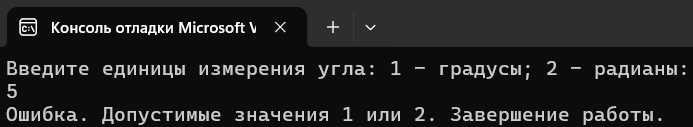 Консоль отладки Microsoft V
Введите единицы измерения угла: 1 - градусы; 2 - радианы:
5
Ошибка. Допустимые значения 1 или 2. Завершение работы.